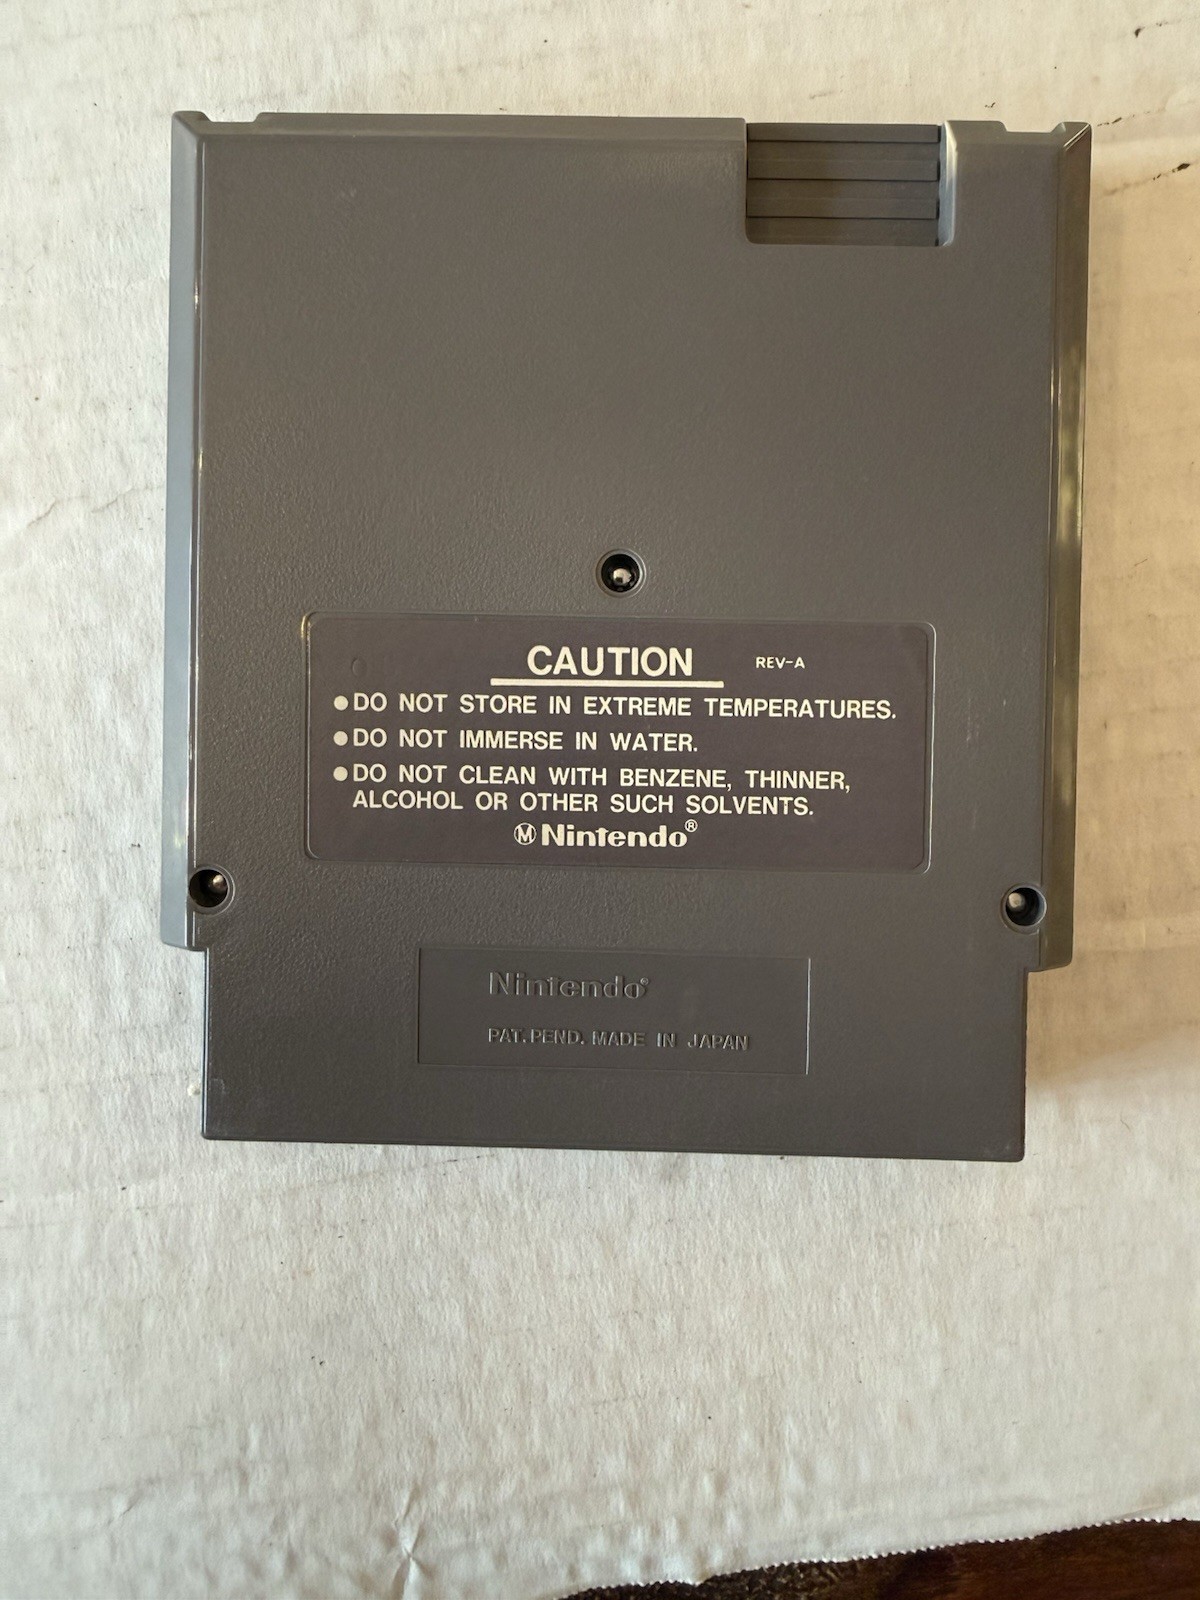 CAUTION REV-A
●DO NOT STORE IN EXTREME TEMPERATURES.
●DO NOT IMMERSE IN WATER.
●DO NOT CLEAN WITH BENZENE, THINNER,
ALCOHOL OR OTHER SUCH SOLVENTS.
Ⓜ Nintendo®
Nintendo®
PAT. PEND. MADE IN JAPAN